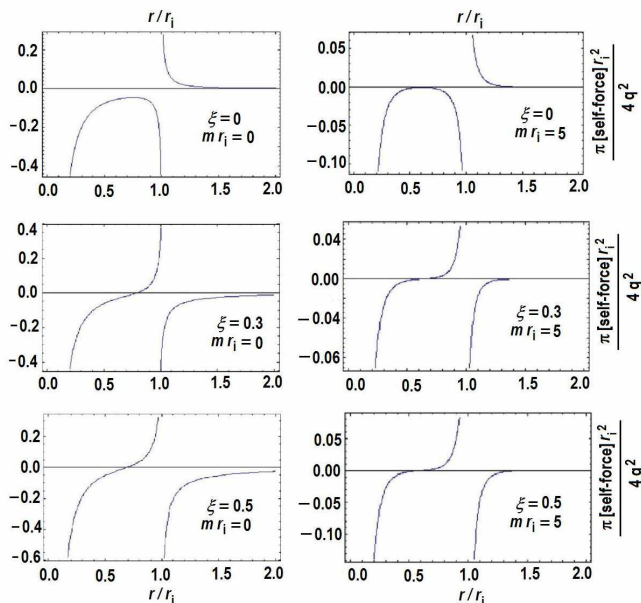 r/r_i r/r_i
0.2
0.0
−0.2
−0.4
ξ=0
m r_i=0
0.0 0.5 1.0 1.5 2.0
0.05
0.00
−0.05
−0.10
ξ=0
m r_i=5
0.0 0.5 1.0 1.5 2.0
π [self-force] r_i^2
4 q^2
0.4
0.2
0.0
−0.2
−0.4
ξ=0.3
m r_i=0
0.0 0.5 1.0 1.5 2.0
0.04
0.00
−0.04
−0.06
ξ=0.3
m r_i=5
0.0 0.5 1.0 1.5 2.0
π [self-force] r_i^2
4 q^2
0.2
0.0
−0.2
−0.4
−0.6
ξ=0.5
m r_i=0
0.0 0.5 1.0 1.5 2.0
0.05
0.00
−0.05
−0.10
ξ=0.5
m r_i=5
0.0 0.5 1.0 1.5 2.0
π [self-force] r_i^2
4 q^2
r/r_i r/r_i